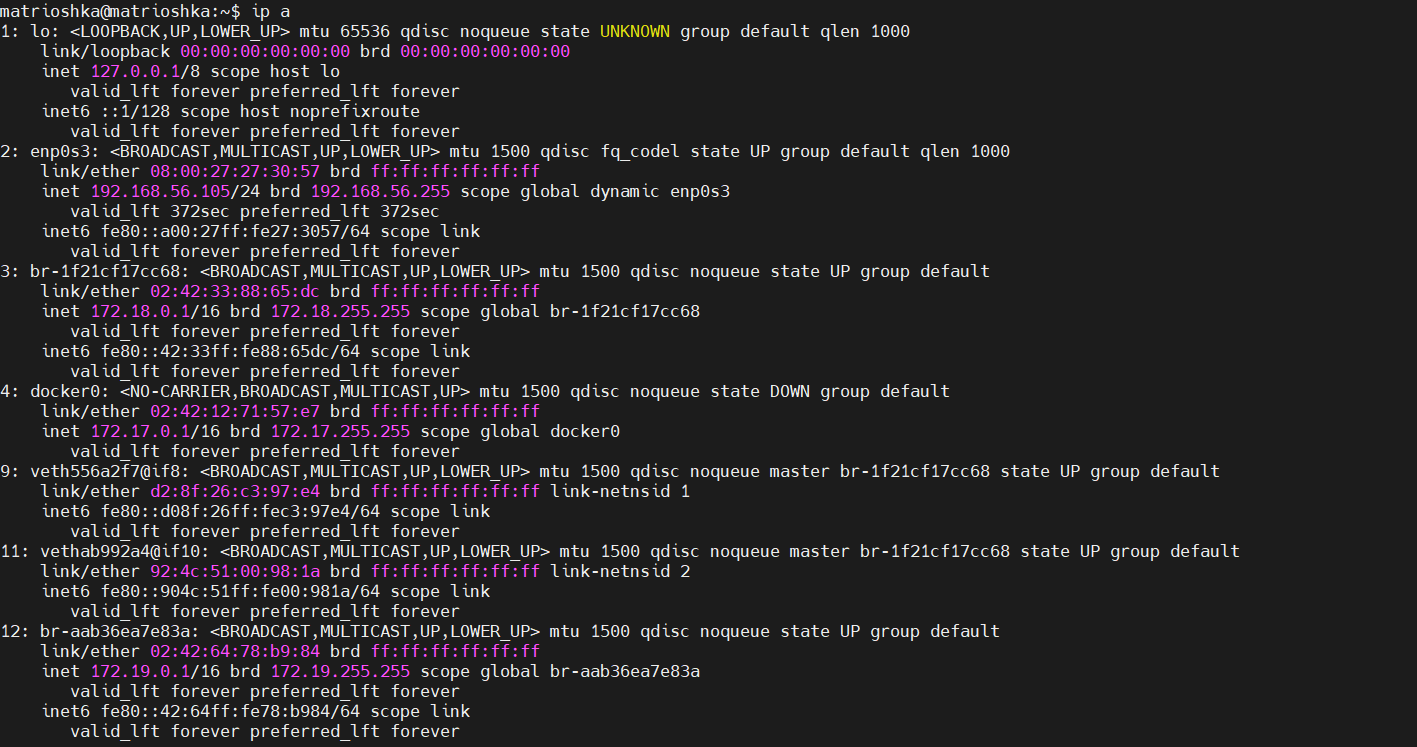 matrioshka@matrioshka:~$ ip a
1: lo: <LOOPBACK,UP,LOWER_UP> mtu 65536 qdisc noqueue state UNKNOWN group default qlen 1000
    link/loopback 00:00:00:00:00:00 brd 00:00:00:00:00:00
    inet 127.0.0.1/8 scope host lo
       valid_lft forever preferred_lft forever
    inet6 ::1/128 scope host noprefixroute
       valid_lft forever preferred_lft forever
2: enp0s3: <BROADCAST,MULTICAST,UP,LOWER_UP> mtu 1500 qdisc fq_codel state UP group default qlen 1000
    link/ether 08:00:27:27:30:57 brd ff:ff:ff:ff:ff:ff
    inet 192.168.56.105/24 brd 192.168.56.255 scope global dynamic enp0s3
       valid_lft 372sec preferred_lft 372sec
    inet6 fe80::a00:27ff:fe27:3057/64 scope link
       valid_lft forever preferred_lft forever
3: br-1f21cf17cc68: <BROADCAST,MULTICAST,UP,LOWER_UP> mtu 1500 qdisc noqueue state UP group default
    link/ether 02:42:33:88:65:dc brd ff:ff:ff:ff:ff:ff
    inet 172.18.0.1/16 brd 172.18.255.255 scope global br-1f21cf17cc68
       valid_lft forever preferred_lft forever
    inet6 fe80::42:33ff:fe88:65dc/64 scope link
       valid_lft forever preferred_lft forever
4: docker0: <NO-CARRIER,BROADCAST,MULTICAST,UP> mtu 1500 qdisc noqueue state DOWN group default
    link/ether 02:42:12:71:57:e7 brd ff:ff:ff:ff:ff:ff
    inet 172.17.0.1/16 brd 172.17.255.255 scope global docker0
       valid_lft forever preferred_lft forever
9: veth556a2f7@if8: <BROADCAST,MULTICAST,UP,LOWER_UP> mtu 1500 qdisc noqueue master br-1f21cf17cc68 state UP group default
    link/ether d2:8f:26:c3:97:e4 brd ff:ff:ff:ff:ff:ff link-netnsid 1
    inet6 fe80::d08f:26ff:fec3:97e4/64 scope link
       valid_lft forever preferred_lft forever
11: vethab992a4@if10: <BROADCAST,MULTICAST,UP,LOWER_UP> mtu 1500 qdisc noqueue master br-1f21cf17cc68 state UP group default
    link/ether 92:4c:51:00:98:1a brd ff:ff:ff:ff:ff:ff link-netnsid 2
    inet6 fe80::904c:51ff:fe00:981a/64 scope link
       valid_lft forever preferred_lft forever
12: br-aab36ea7e83a: <BROADCAST,MULTICAST,UP,LOWER_UP> mtu 1500 qdisc noqueue state UP group default
    link/ether 02:42:64:78:b9:84 brd ff:ff:ff:ff:ff:ff
    inet 172.19.0.1/16 brd 172.19.255.255 scope global br-aab36ea7e83a
       valid_lft forever preferred_lft forever
    inet6 fe80::42:64ff:fe78:b984/64 scope link
       valid_lft forever preferred_lft forever